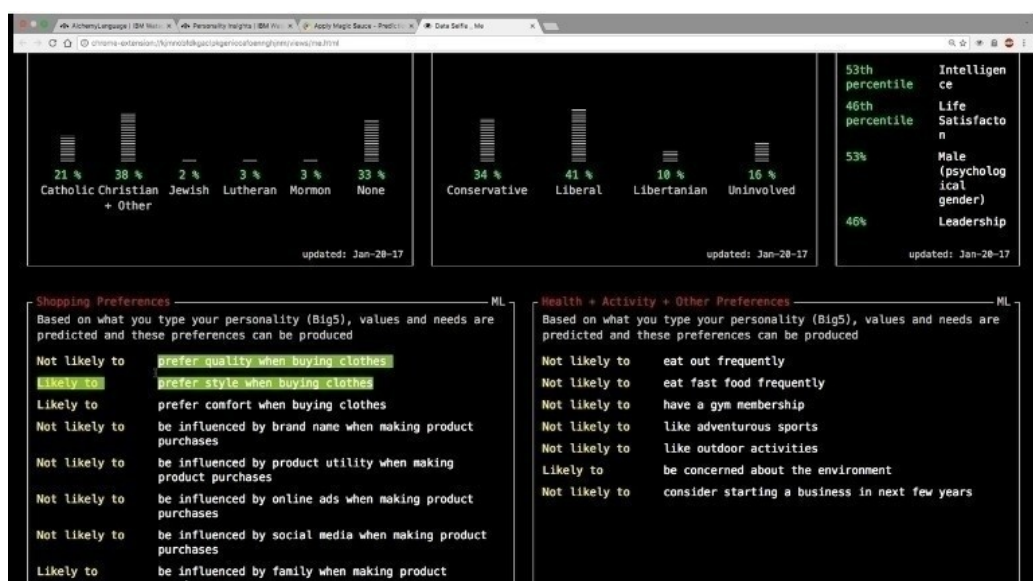 AlchemyLanguage | IBM Wat
Personality Insights | IBM W
Apply Magic Sauce - Predicti
Data Selfie _ Me
21 %
38 %
2 %
3 %
3 %
33 %
Catholic
Christian
+ Other
Jewish
Lutheran
Mormon
None
updated: Jan-20-17
34 %
41 %
10 %
16 %
Conservative
Liberal
Libertanian
Uninvolved
updated: Jan-20-17
53th
percentile
Intelligen
ce
46th
percentile
Life
Satisfacto
n
53%
Male
(psycholog
ical
gender)
46%
Leadership
updated: Jan-20-17
Shopping Preferences
ML
Based on what you type your personality (Big5), values and needs are
predicted and these preferences can be produced
Not likely to prefer quality when buying clothes
Likely to prefer style when buying clothes
Likely to prefer comfort when buying clothes
Not likely to be influenced by brand name when making product
purchases
Not likely to be influenced by product utility when making
product purchases
Not likely to be influenced by online ads when making product
purchases
Not likely to be influenced by social media when making product
purchases
Likely to be influenced by family when making product
Health + Activity + Other Preferences
ML
Based on what you type your personality (Big5), values and needs are
predicted and these preferences can be produced
Not likely to eat out frequently
Not likely to eat fast food frequently
Not likely to have a gym membership
Not likely to like adventurous sports
Not likely to like outdoor activities
Likely to be concerned about the environment
Not likely to consider starting a business in next few years